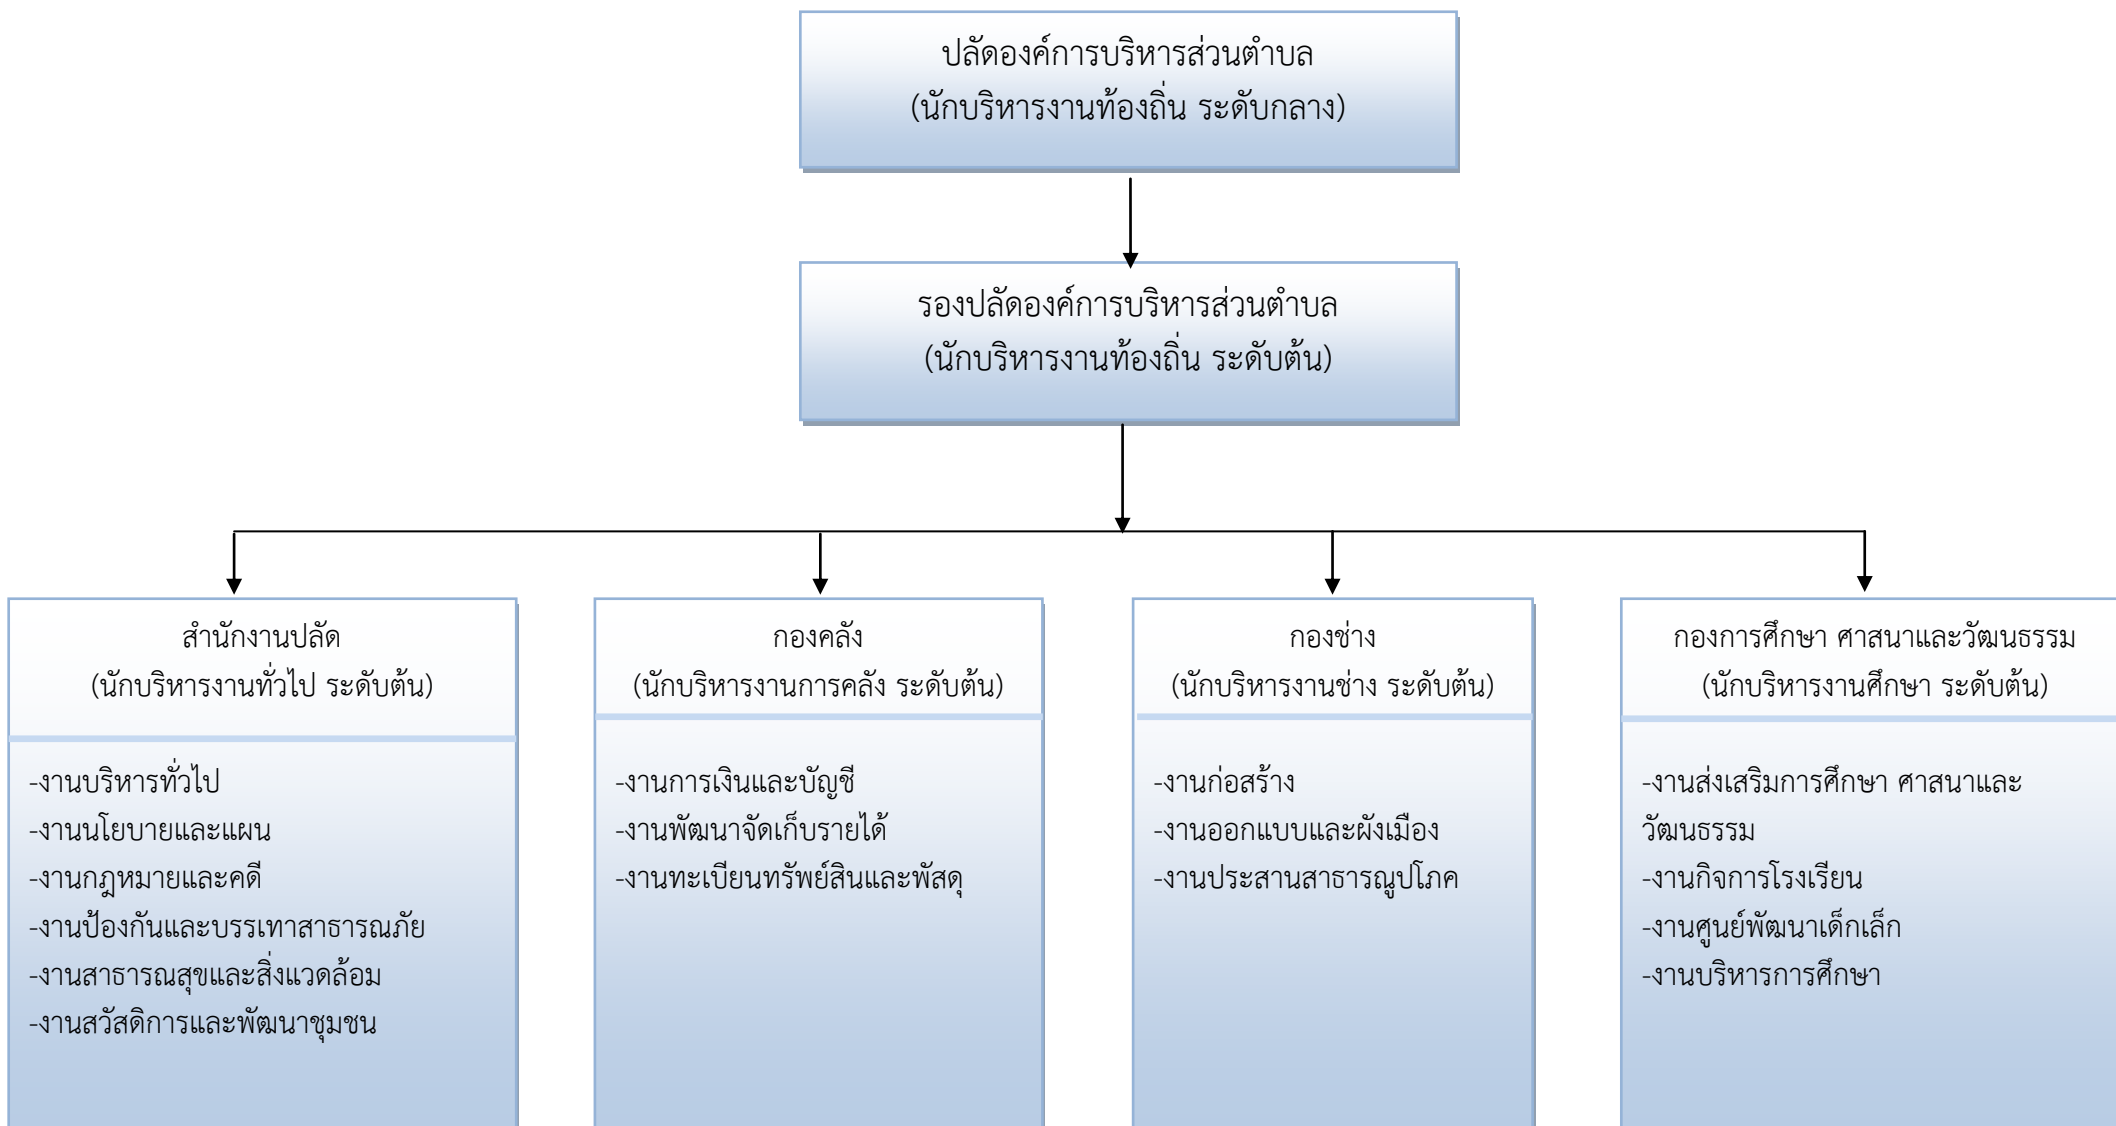 ปลัดองค์การบริหารส่วนตำบล
(นักบริหารงานท้องถิ่น ระดับกลาง)
รองปลัดองค์การบริหารส่วนตำบล
(นักบริหารงานท้องถิ่น ระดับต้น)
สำนักงานปลัด
(นักบริหารงานทั่วไป ระดับต้น)
-งานบริหารทั่วไป
-งานนโยบายและแผน
-งานกฎหมายและคดี
-งานป้องกันและบรรเทาสาธารณภัย
-งานสาธารณสุขและสิ่งแวดล้อม
-งานสวัสดิการและพัฒนาชุมชน
กองคลัง
(นักบริหารงานการคลัง ระดับต้น)
-งานการเงินและบัญชี
-งานพัฒนาจัดเก็บรายได้
-งานทะเบียนทรัพย์สินและพัสดุ
กองช่าง
(นักบริหารงานช่าง ระดับต้น)
-งานก่อสร้าง
-งานออกแบบและผังเมือง
-งานประสานสาธารณูปโภค
กองการศึกษา ศาสนาและวัฒนธรรม
(นักบริหารงานศึกษา ระดับต้น)
-งานส่งเสริมการศึกษา ศาสนาและ
วัฒนธรรม
-งานกิจการโรงเรียน
-งานศูนย์พัฒนาเด็กเล็ก
-งานบริหารการศึกษา